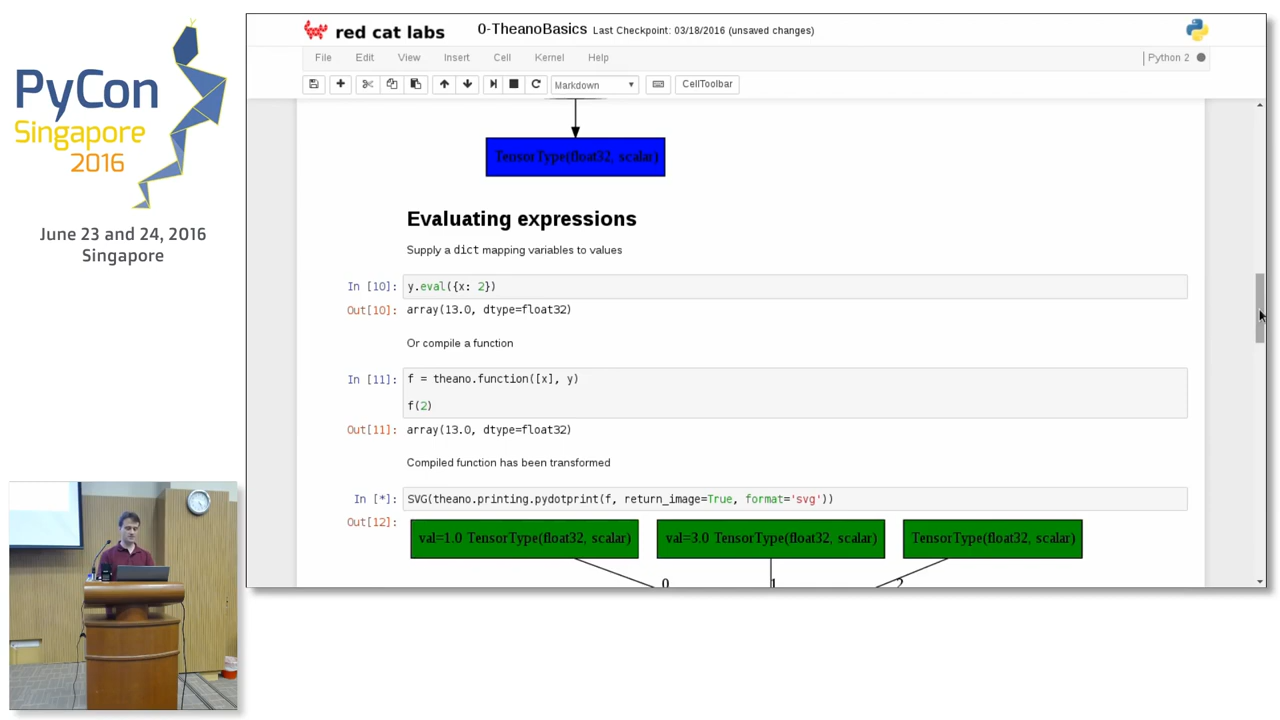 PyCon
Singapore
2016
June 23 and 24, 2016
Singapore
red cat labs
0-TheanoBasics Last Checkpoint: 03/18/2016 (unsaved changes)
File Edit View Insert Cell Kernel Help
Python 2
Markdown
CellToolbar
TensorType(float32, scalar)
Evaluating expressions
Supply a dict mapping variables to values
In [10]: y.eval({x: 2})
Out[10]: array(13.0, dtype=float32)
Or compile a function
In [11]: f = theano.function([x], y)
f(2)
Out[11]: array(13.0, dtype=float32)
Compiled function has been transformed
In [*]: SVG(theano.printing.pydotprint(f, return_image=True, format='svg'))
Out[12]:
val=1.0 TensorType(float32, scalar) val=3.0 TensorType(float32, scalar) TensorType(float32, scalar)
0 1 2